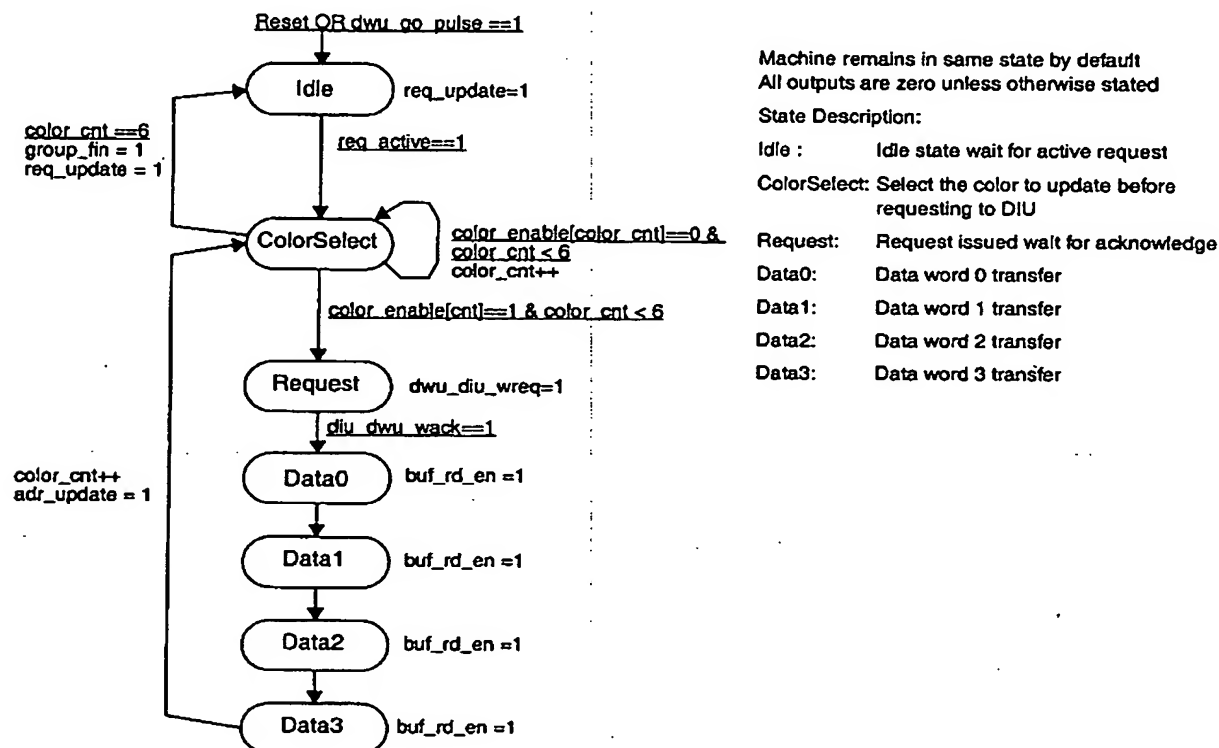 Reset OR dwu_go_pulse ==1
Idle
req_update=1
color_cnt ==6
group_fin = 1
req_update = 1
req_active==1
ColorSelect
color_enable[color_cnt]==0 &
color_cnt < 6
color_cnt++
color_enable[cnt]==1 & color_cnt < 6
Request
dwu_diu_wreq=1
diu_dwu_wack==1
color_cnt++
adr_update = 1
Data0
buf_rd_en =1
Data1
buf_rd_en =1
Data2
buf_rd_en =1
Data3
buf_rd_en =1
Machine remains in same state by default
All outputs are zero unless otherwise stated
State Description:
Idle : Idle state wait for active request
ColorSelect: Select the color to update before
requesting to DIU
Request: Request issued wait for acknowledge
Data0: Data word 0 transfer
Data1: Data word 1 transfer
Data2: Data word 2 transfer
Data3: Data word 3 transfer